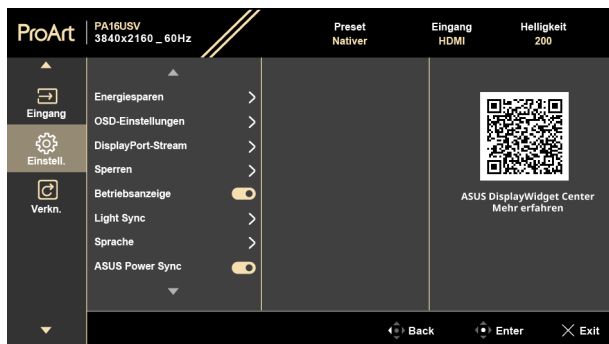 ProArt
PA16USV
3840x2160 _ 60Hz
Preset
Nativer
Eingang
HDMI
Helligkeit
200
Eingang
Einstell.
Verkn.
Energiesparen
OSD-Einstellungen
DisplayPort-Stream
Sperren
Betriebsanzeige
Light Sync
Sprache
ASUS Power Sync
ASUS DisplayWidget Center
Mehr erfahren
Back
Enter
Exit